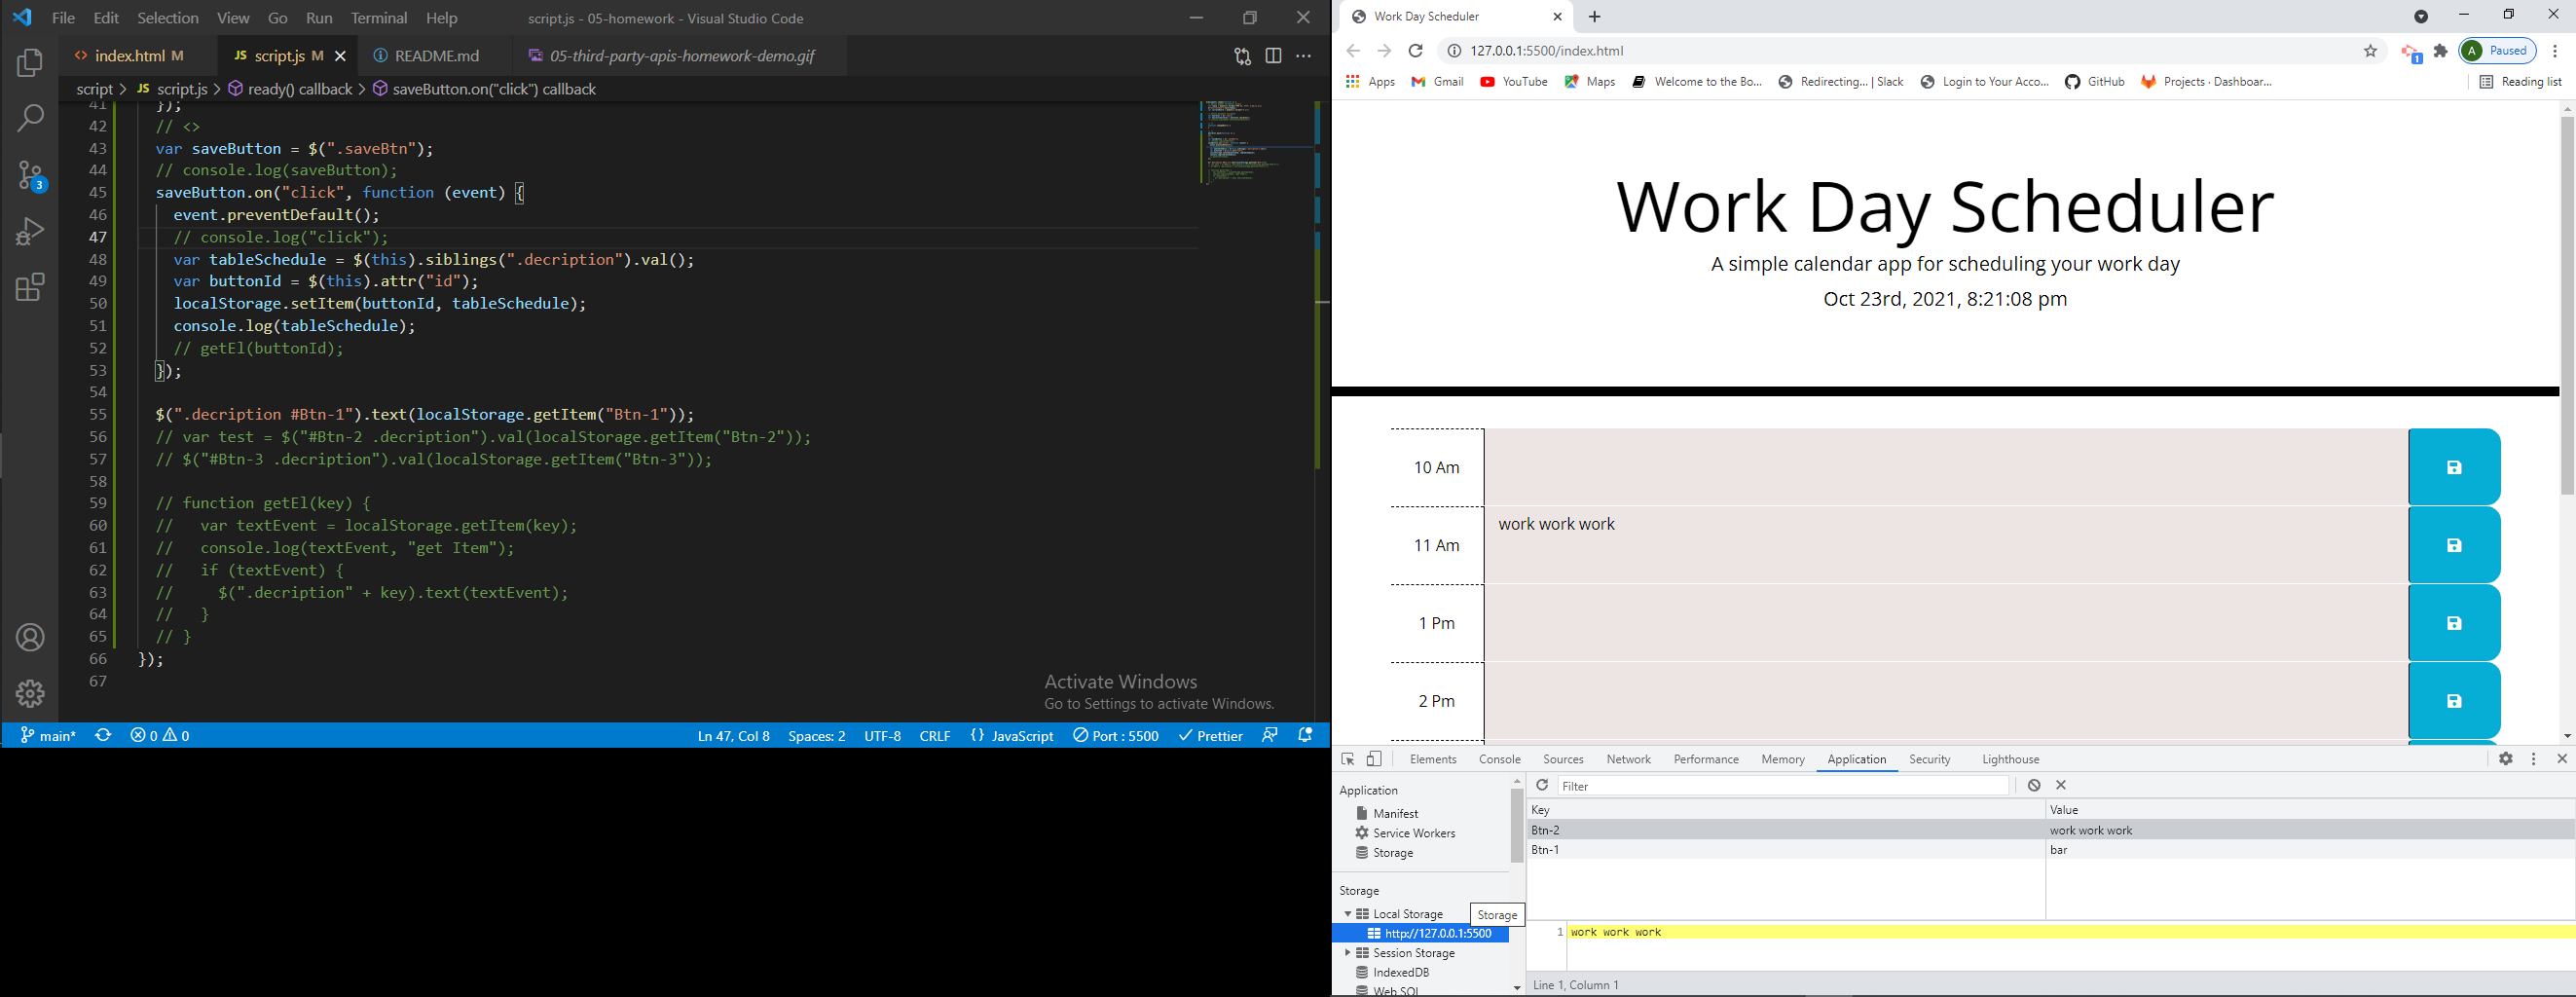 File Edit Selection View Go Run Terminal Help script.js - 05-homework - Visual Studio Code
index.html M JS script.js M README.md 05-third-party-apis-homework-demo.gif
script > JS script.js > ready() callback > saveButton.on("click") callback
41 });
42 // <>
43 var saveButton = $(".saveBtn");
44 // console.log(saveButton);
45 saveButton.on("click", function (event) {
46 event.preventDefault();
47 // console.log("click");
48 var tableSchedule = $(this).siblings(".decription").val();
49 var buttonId = $(this).attr("id");
50 localStorage.setItem(buttonId, tableSchedule);
51 console.log(tableSchedule);
52 // getEl(buttonId);
53 });
54
55 $(".decription #Btn-1").text(localStorage.getItem("Btn-1"));
56 // var test = $("#Btn-2 .decription").val(localStorage.getItem("Btn-2"));
57 // $("#Btn-3 .decription").val(localStorage.getItem("Btn-3"));
58
59 // function getEl(key) {
60 //   var textEvent = localStorage.getItem(key);
61 //   console.log(textEvent, "get Item");
62 //   if (textEvent) {
63 //     $(".decription" + key).text(textEvent);
64 //   }
65 // }
66 });
67
3
Activate Windows
Go to Settings to activate Windows.
main* 0 0 Ln 47, Col 8 Spaces: 2 UTF-8 CRLF {} JavaScript Port : 5500 Prettier
Work Day Scheduler
127.0.0.1:5500/index.html 1 A Paused
Apps Gmail YouTube Maps Welcome to the Bo... Redirecting... | Slack Login to Your Acco... GitHub Projects · Dashboar... Reading list
Work Day Scheduler
A simple calendar app for scheduling your work day
Oct 23rd, 2021, 8:21:08 pm
10 Am
11 Am work work work
1 Pm
2 Pm
Elements Console Sources Network Performance Memory Application Security Lighthouse
Application
Manifest
Service Workers
Storage
Storage
Local Storage
Storage
http://127.0.0.1:5500
Session Storage
IndexedDB
Web SQL
Filter
Key Value
Btn-2 work work work
Btn-1 bar
1 work work work
Line 1, Column 1